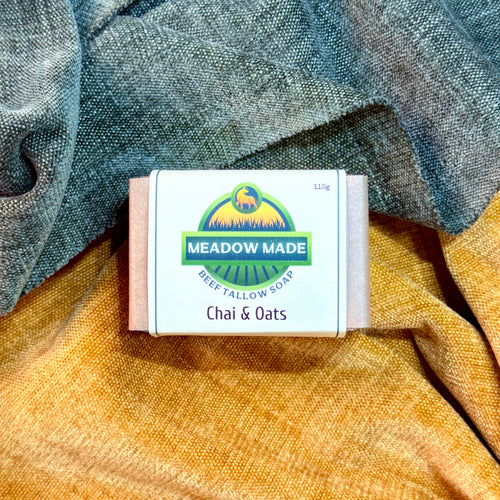 110g
MEADOW MADE
BEEF TALLOW SOAP
Chai & Oats